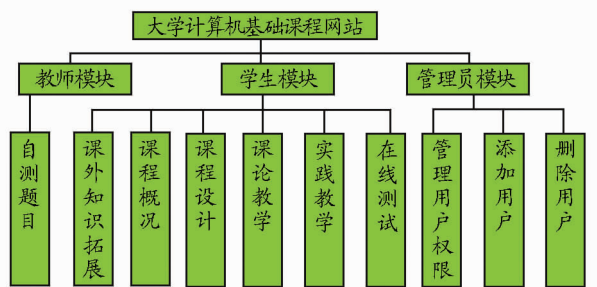 大学计算机基础课程网站
教师模块
学生模块
管理员模块
自测题目
课外知识拓展
课程概况
课程设计
课论教学
实践教学
在线测试
管理用户权限
添加用户
删除用户